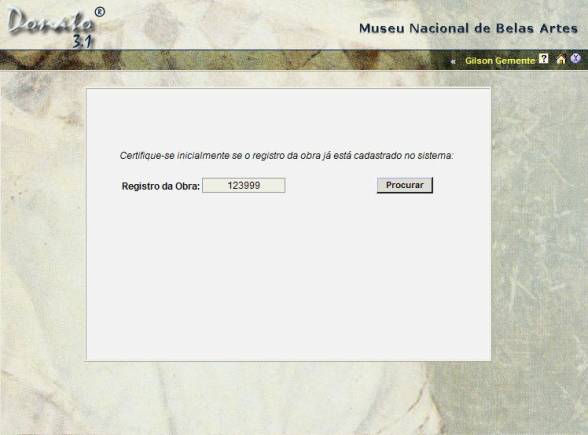 Donato ®
3.1
Museu Nacional de Belas Artes
« Gilson Gemente ?
Certifique-se inicialmente se o registro da obra já está cadastrado no sistema:
Registro da Obra: 123999 Procurar